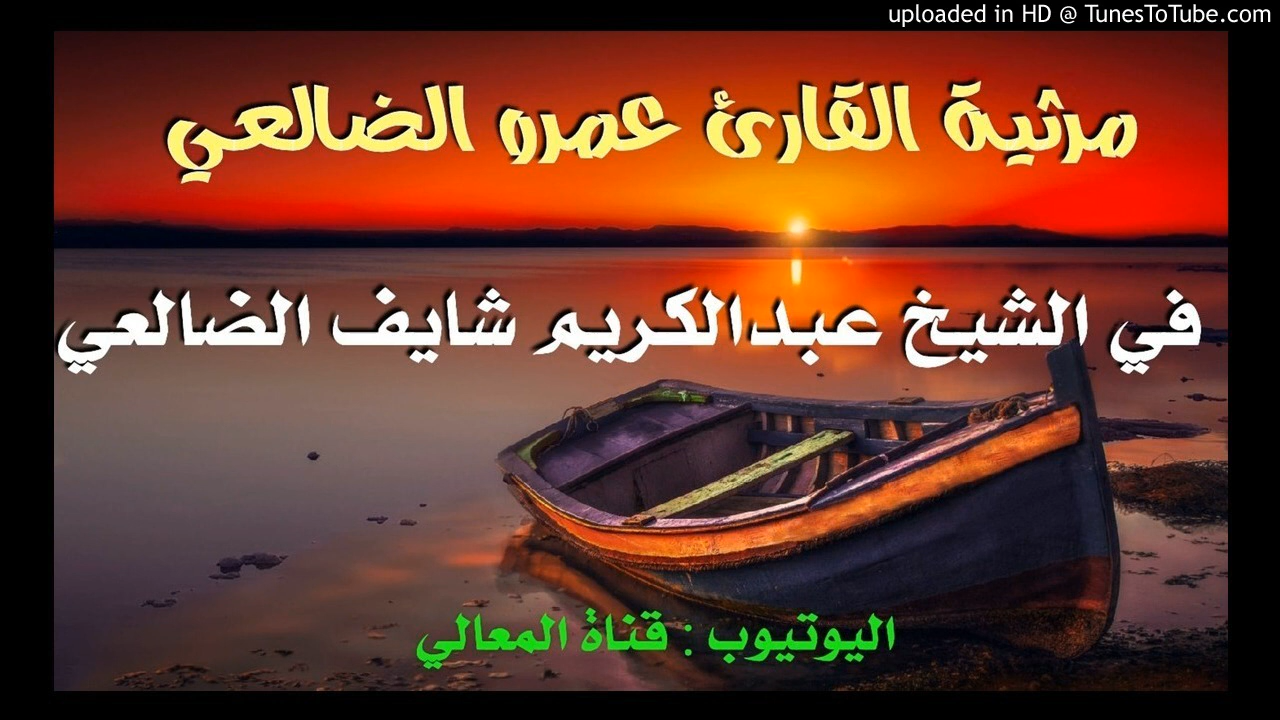 uploaded in HD @ TunesToTube.com
مرثية القارئ عمرو الضالعي
في الشيخ عبدالكريم شايف الضالعي
اليوتيوب : قناة المعالي